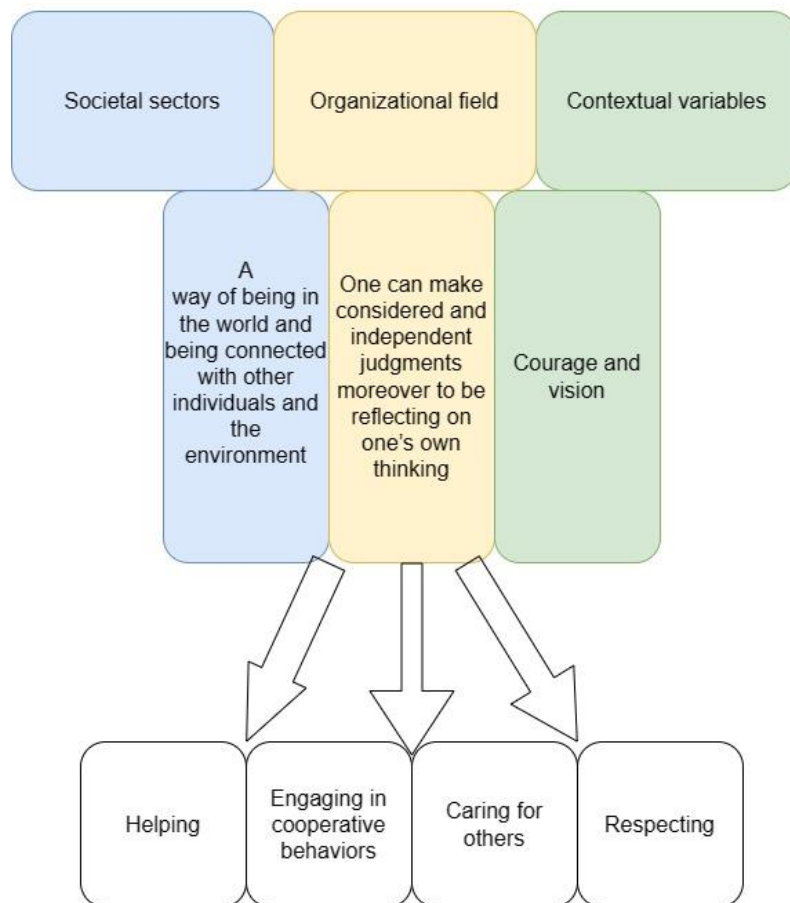 Societal sectors
Organizational field
Contextual variables
A
way of being in
the world and
being connected
with other
individuals and
the
environment
One can make
considered and
independent
judgments
moreover to be
reflecting on
one's own
thinking
Courage and
vision
Helping
Engaging in
cooperative
behaviors
Caring for
others
Respecting